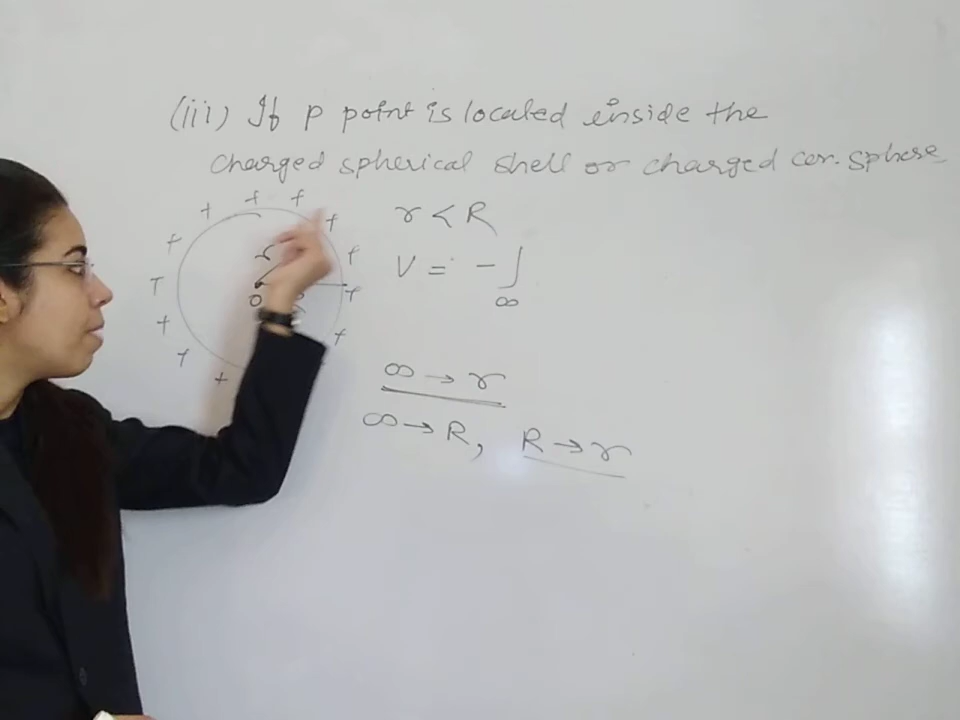 (iii) If P point is located inside the
charged spherical shell or charged con. sphere
r < R
V = - ∫
∞
∞ → r
∞ → R, R → r
r
O
+ + + + + + + + + + + + +